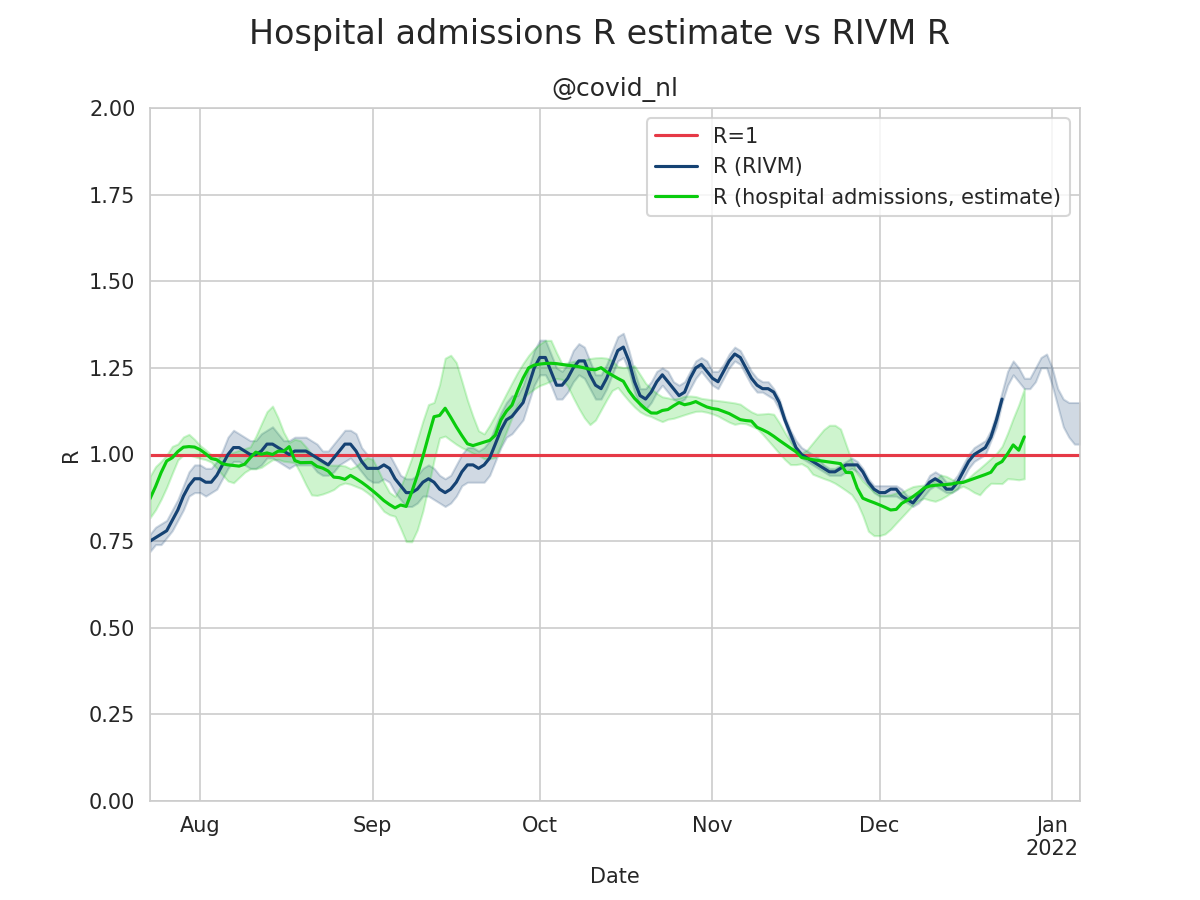 Hospital admissions R estimate vs RIVM R
@covid_nl
2.00
1.75
1.50
1.25
1.00
0.75
0.50
0.25
0.00
R
R=1
R (RIVM)
R (hospital admissions, estimate)
Aug Sep Oct Nov Dec Jan
2022
Date